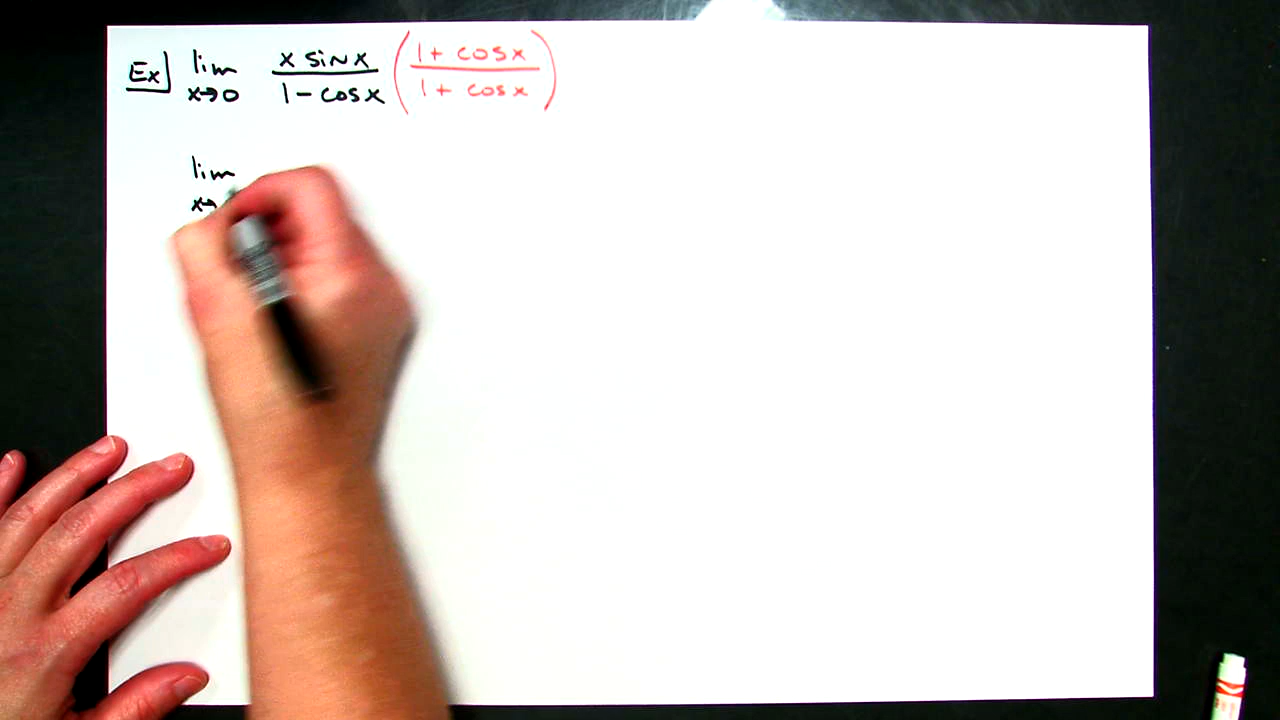 Ex lim x sin x ( 1 + cos x
x→0 1 - cos x 1 + cos x )
lim
x→